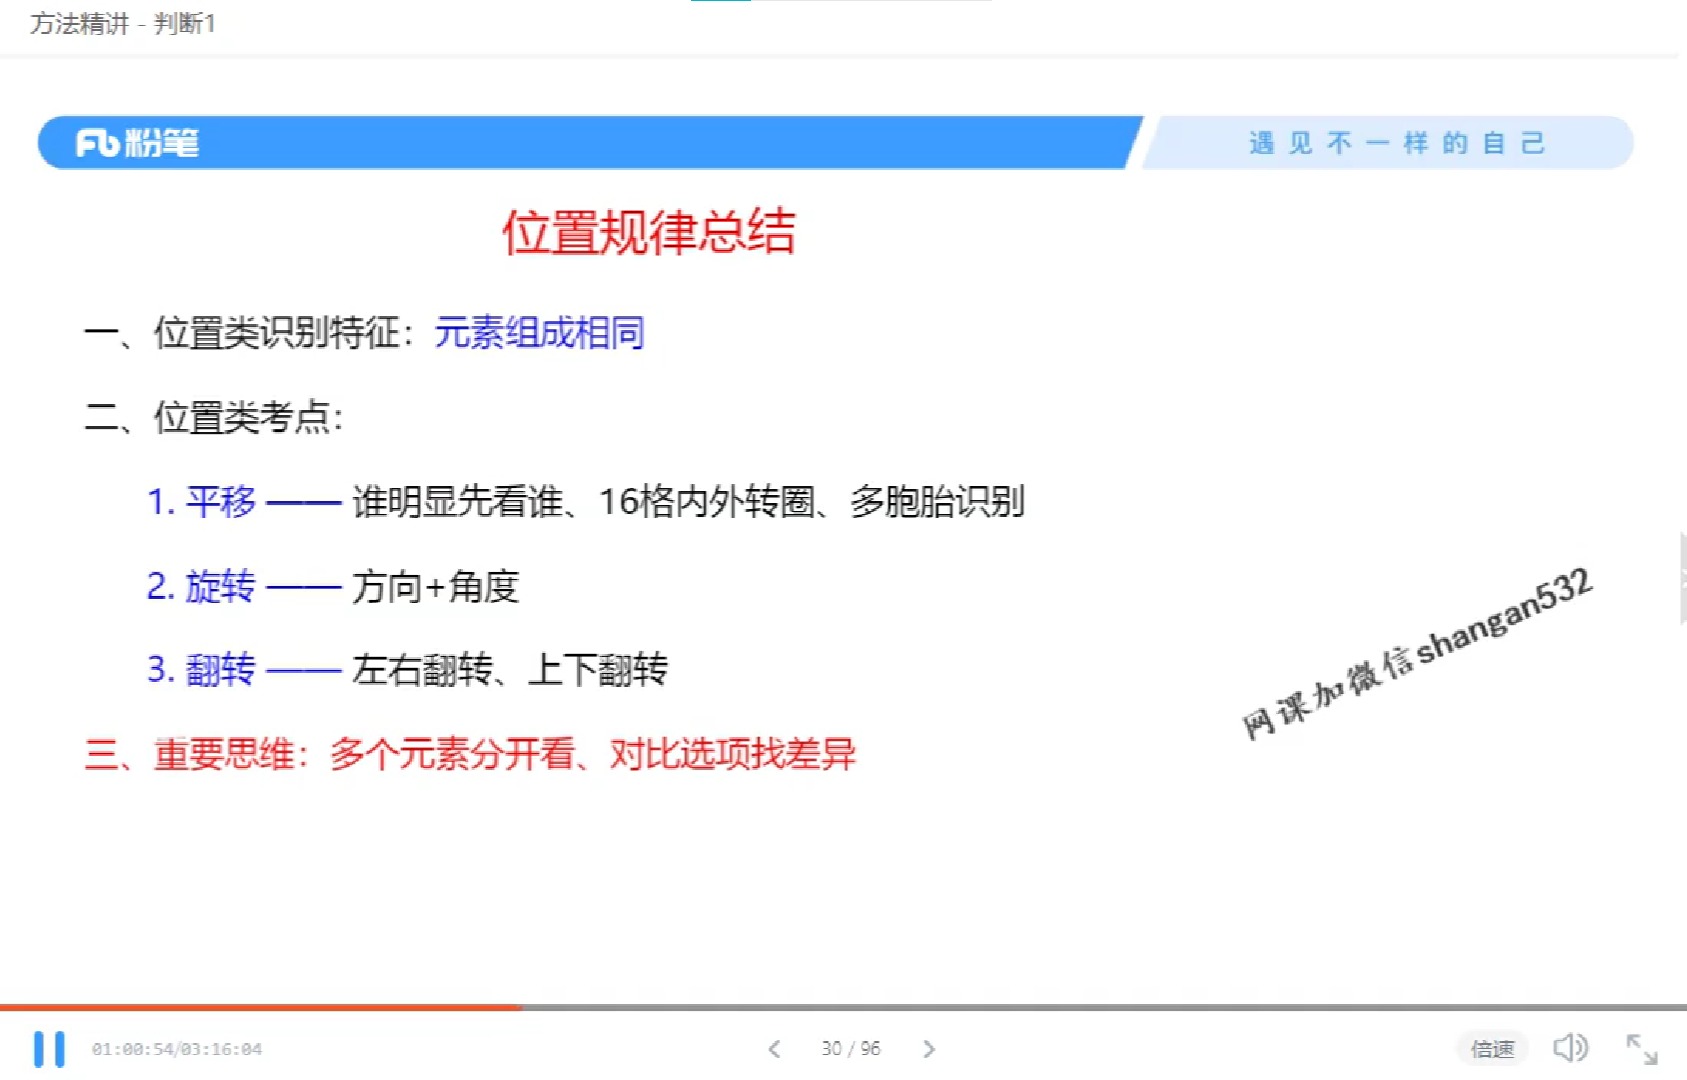 方法精讲 - 判断1
粉笔
遇见不一样的自己
位置规律总结
一、位置类识别特征：元素组成相同
二、位置类考点：
1. 平移 —— 谁明显先看谁、16格内外转圈、多胞胎识别
2. 旋转 —— 方向+角度
3. 翻转 —— 左右翻转、上下翻转
网课加微信shangan532
三、重要思维：多个元素分开看、对比选项找差异
01:00:54/03:16:04
30 / 96
倍速